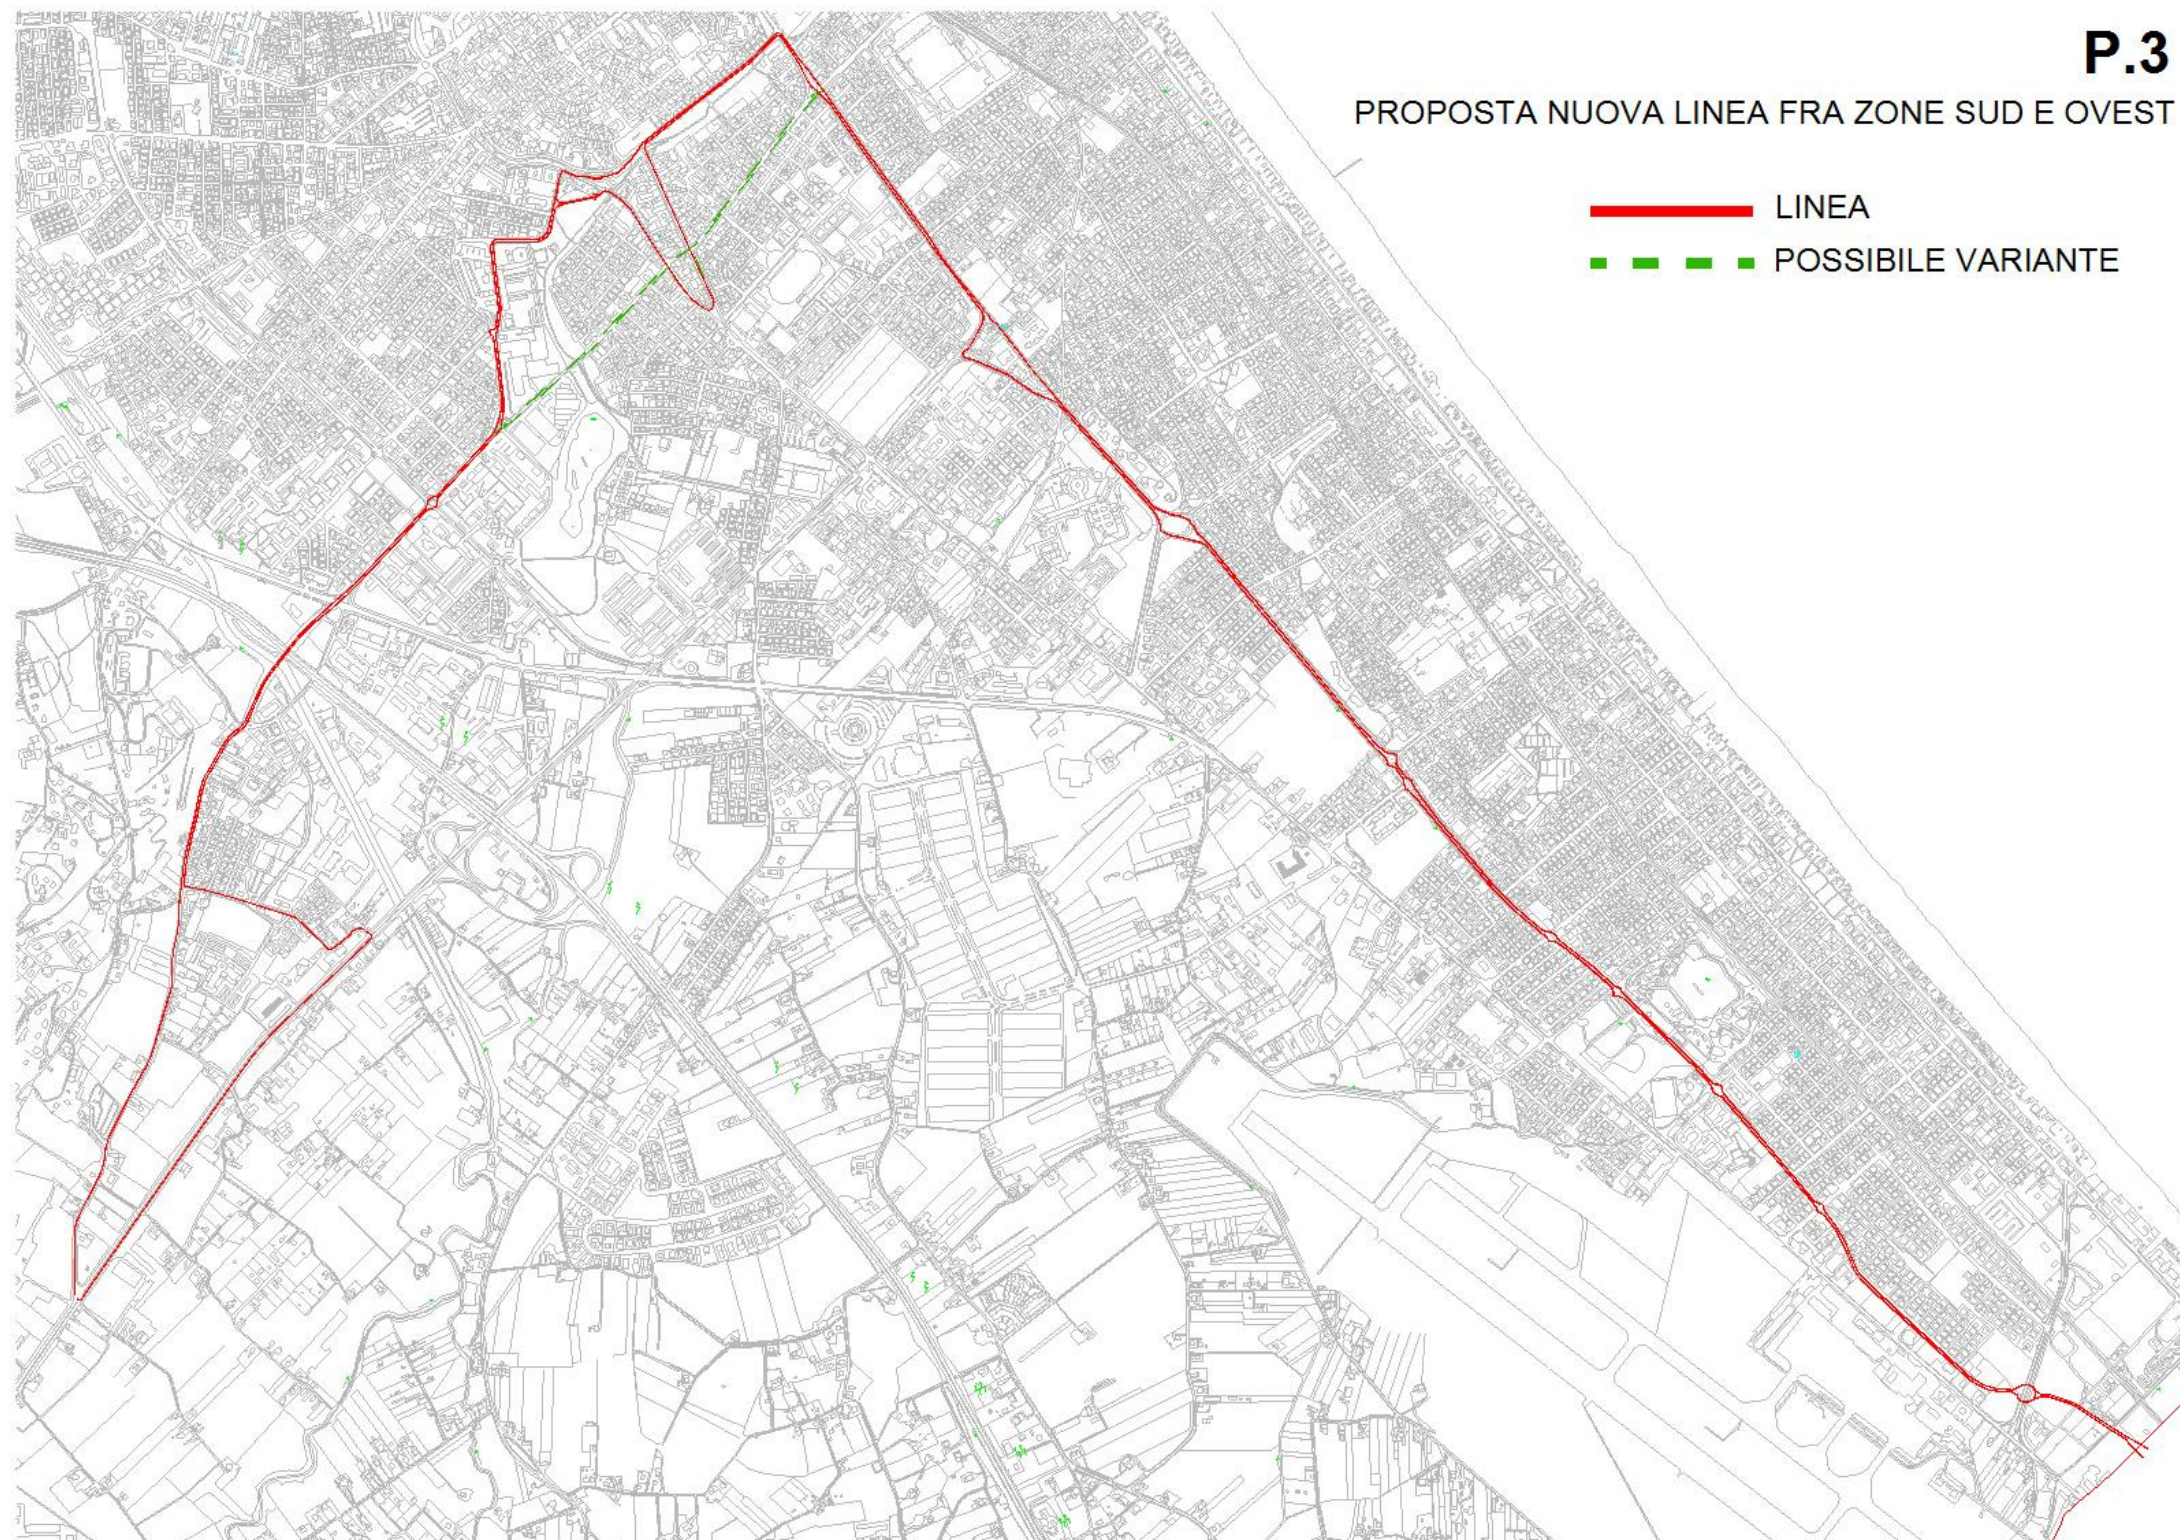 P.3
PROPOSTA NUOVA LINEA FRA ZONE SUD E OVEST
LINEA
POSSIBILE VARIANTE